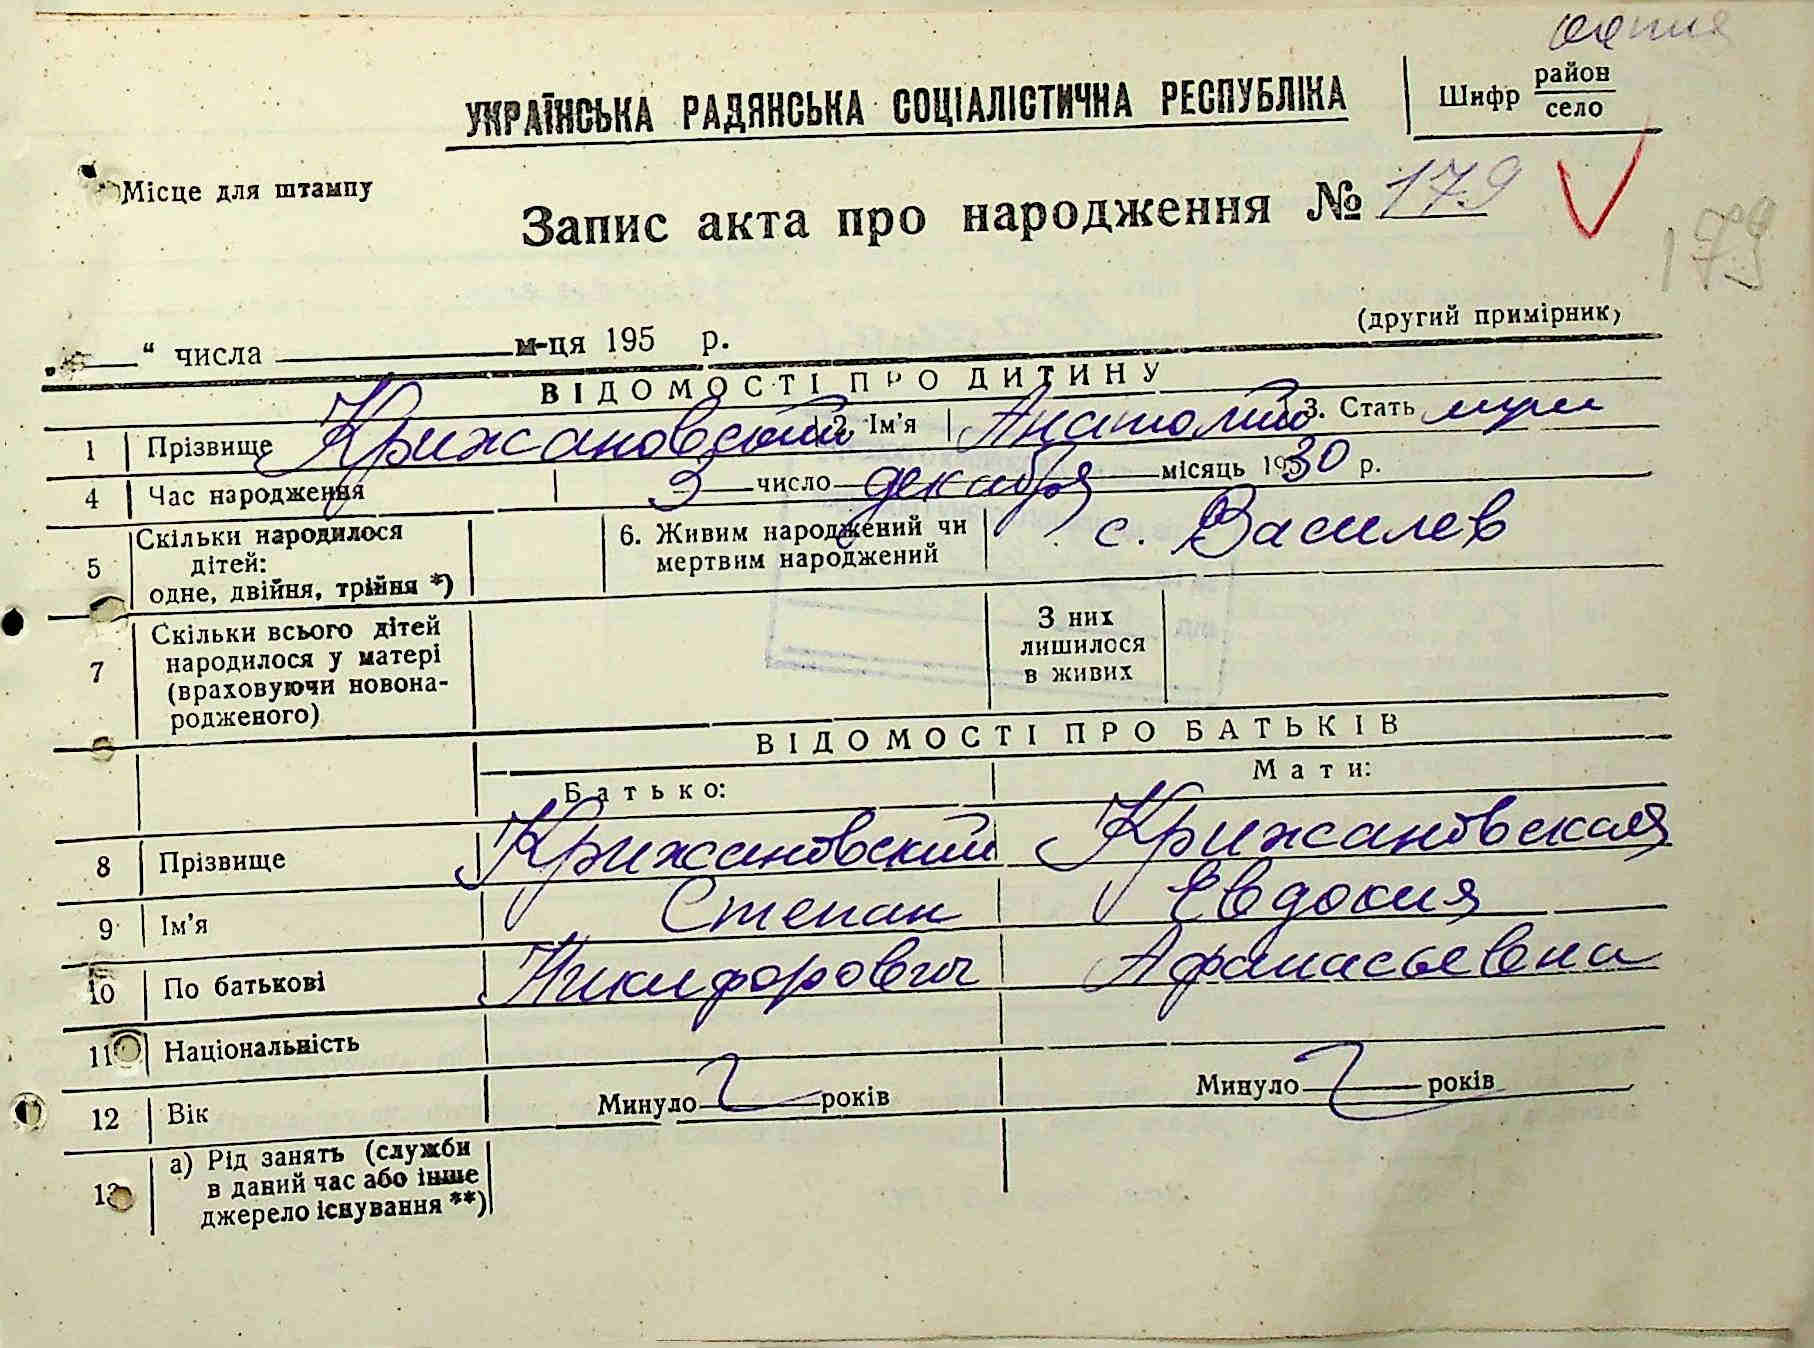 копия
УКРАЇНСЬКА РАДЯНСЬКА СОЦІАЛІСТИЧНА РЕСПУБЛІКА
Шифр район
село
Місце для штампу
Запис акта про народження № 179
179
“ числа м-ця 195 р.
(другий примірник)
ВІДОМОСТІ ПРО ДИТИНУ
1 Прізвище Крижановский 2. Ім'я Анатолий 3. Стать муж
4 Час народження 3 число декабря місяць 1930 р.
5 Скільки народилося дітей: одне, двійня, трійня *) 6. Живим народжений чи мертвим народжений с. Василев
7 Скільки всього дітей народилося у матері (враховуючи новона-
родженого) З них лишилося в живих
ВІДОМОСТІ ПРО БАТЬКІВ
Батько: Мати:
8 Прізвище Крижановский Крижановская
9 Ім'я Степан Евдокия
10 По батькові Никифорович Афанасьевна
11 Національність
12 Вік Минуло років Минуло років
13 а) Рід занять (служби в даний час або інше джерело існування **)